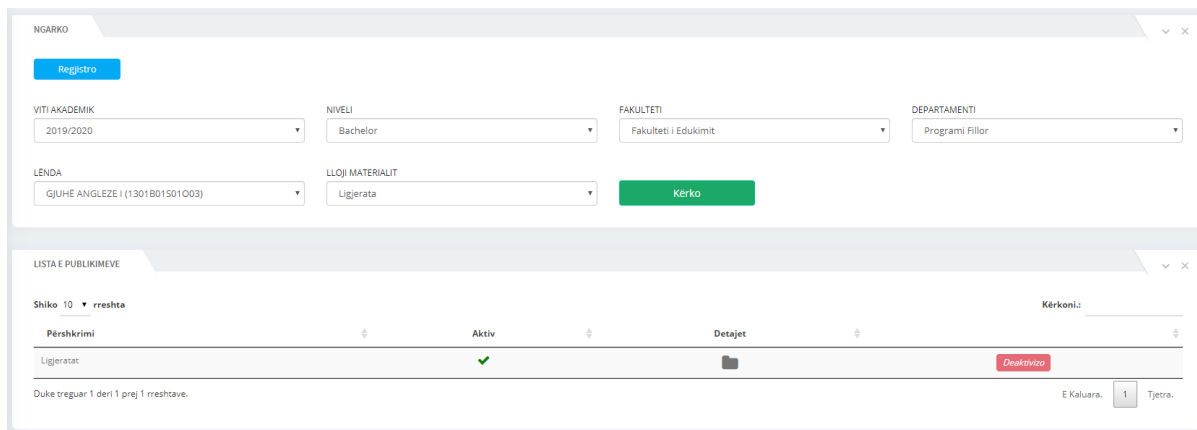 NGARKO
Regjistro
VITI AKADEMIK NIVELI FAKULTETI DEPARTAMENTI
2019/2020 Bachelor Fakulteti i Edukimit Programi Fillor
LËNDA LLOJI MATERIALIT
GJUHË ANGLEZE I (1301B01S01O03) Ligjerata Kërko
LISTA E PUBLIKIMEVE
Shiko 10 rreshta Kërkoni.:
Përshkrimi Aktiv Detajet
Ligjeratat Deaktivizo
Duke treguar 1 deri 1 prej 1 rreshtave. E Kaluara. 1 Tjetra.